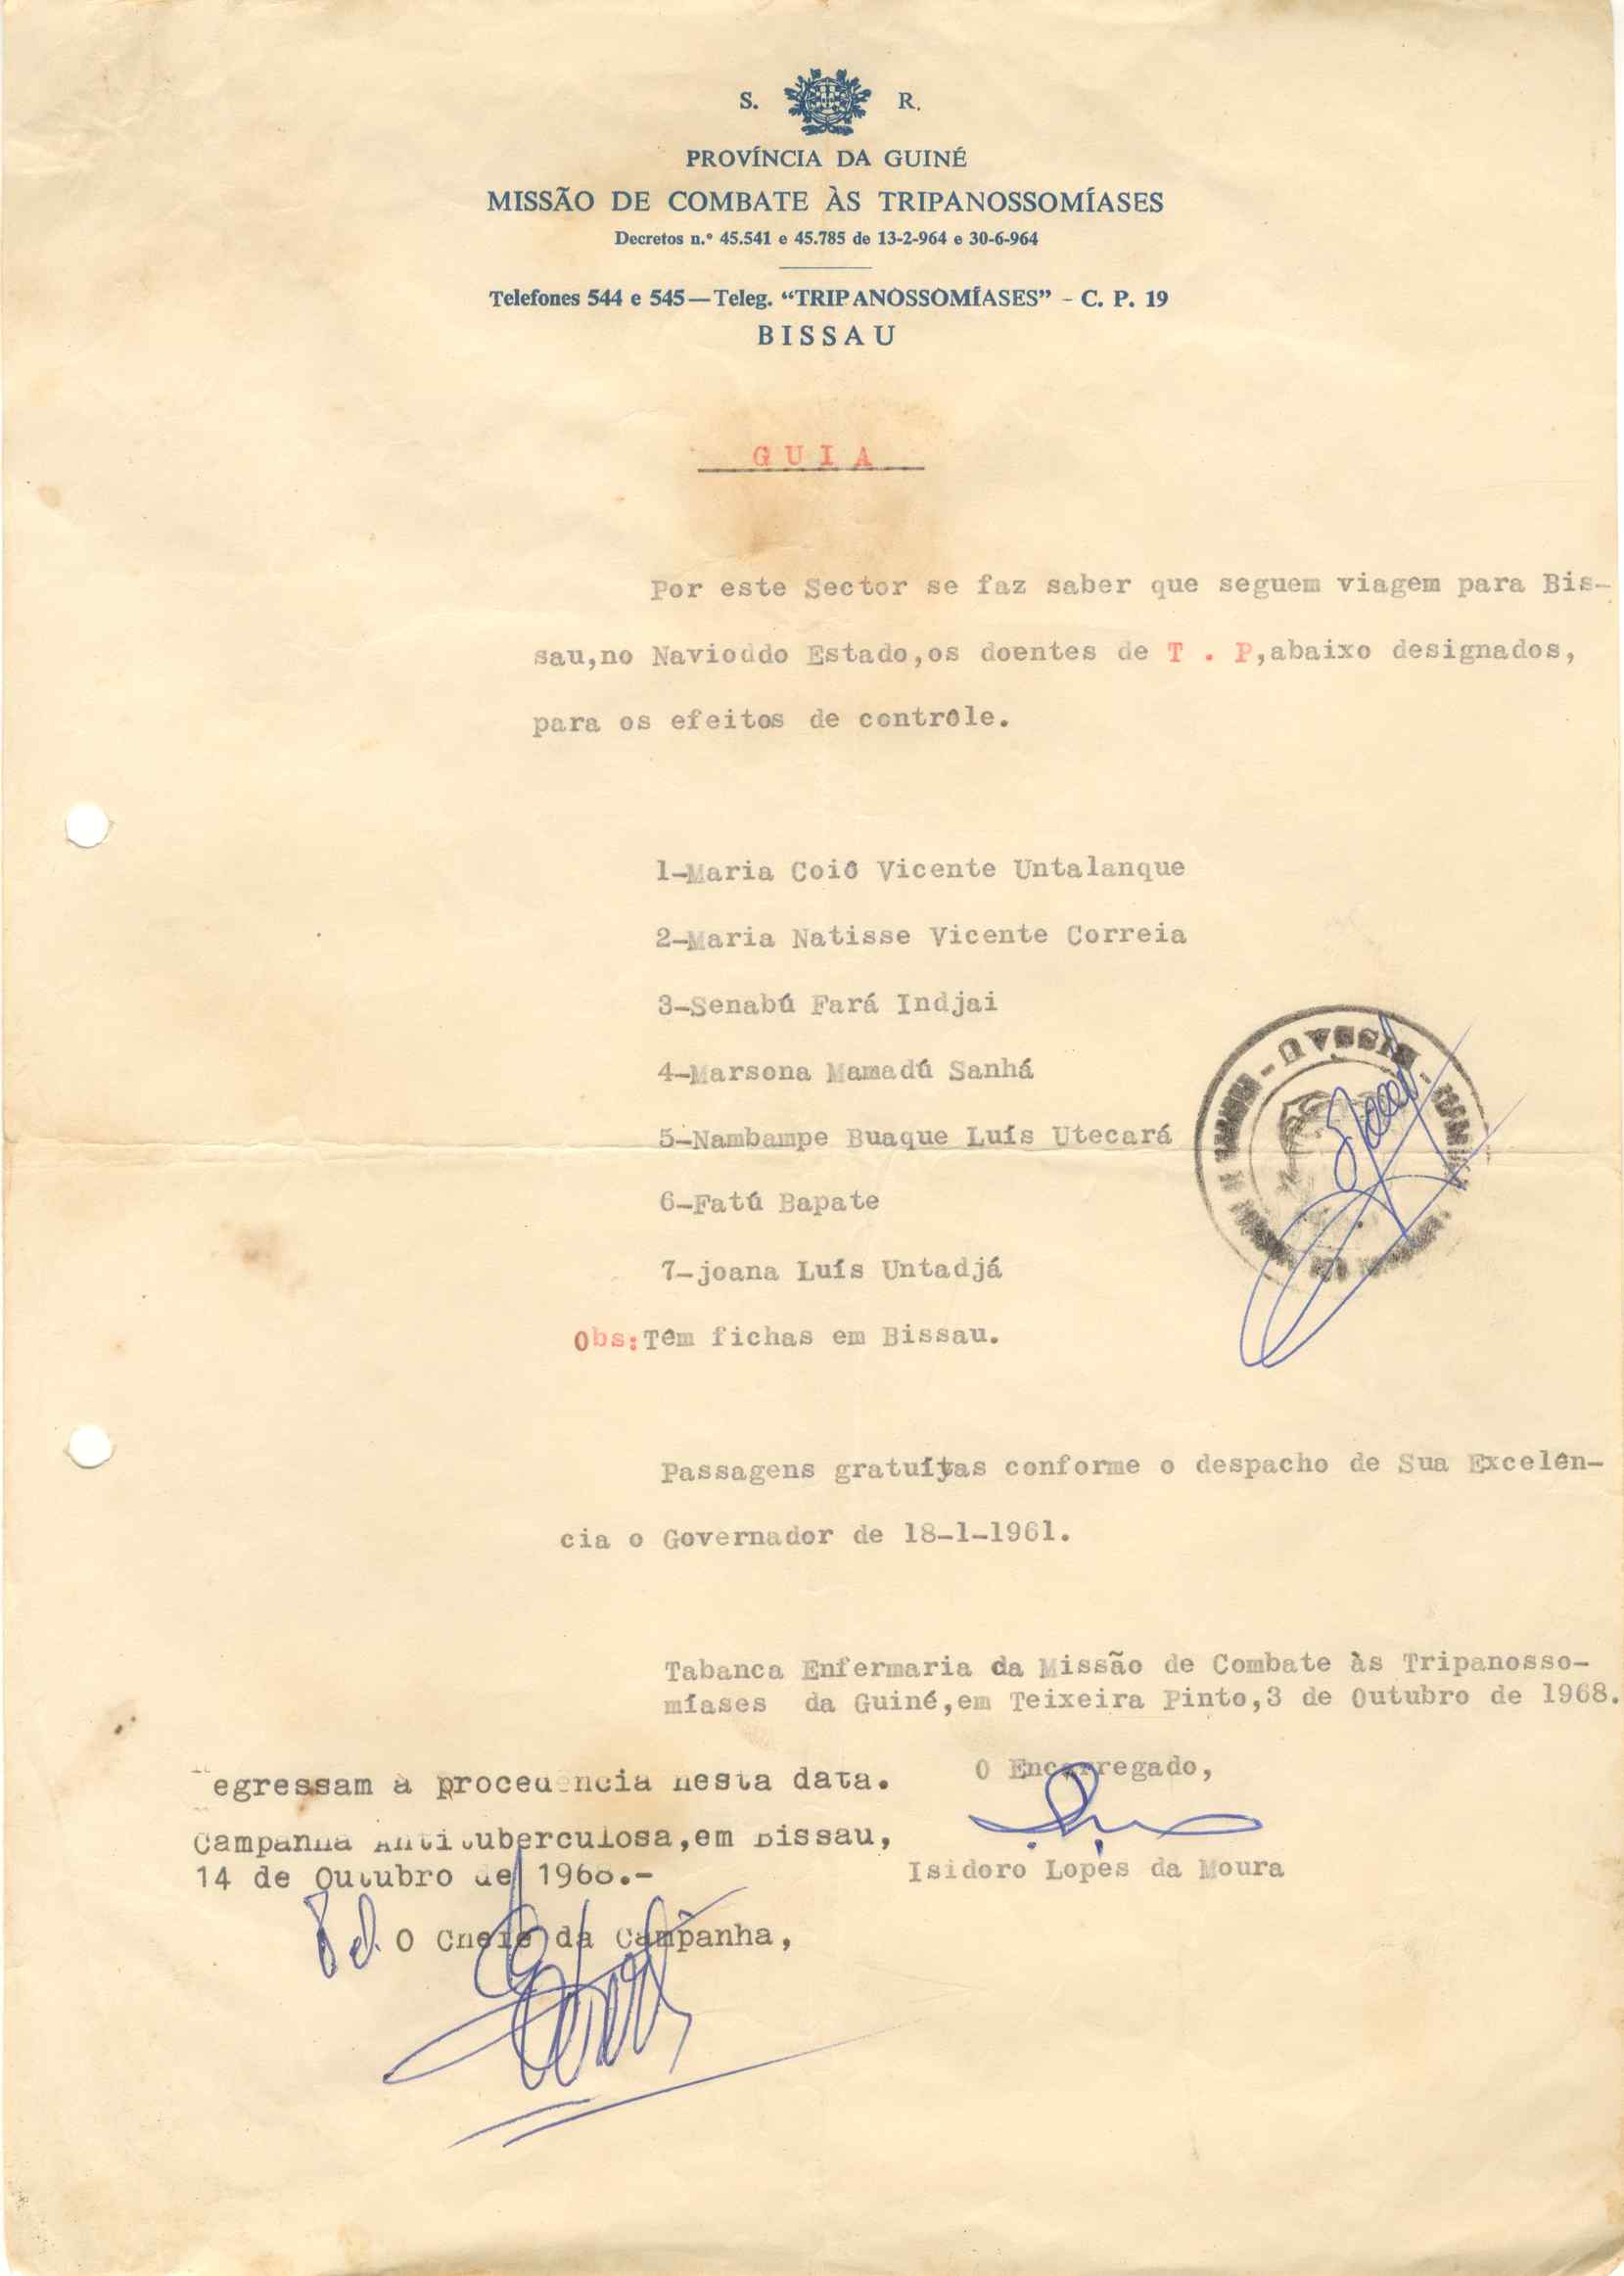 S. R.
PROVÍNCIA DA GUINÉ
MISSÃO DE COMBATE ÀS TRIPANOSSOMÍASES
Decretos n.º 45.541 e 45.785 de 13-2-964 e 30-6-964
Telefones 544 e 545—Teleg. “TRIPANOSSOMÍASES” - C. P. 19
BISSAU
GUIA
Por este Sector se faz saber que seguem viagem para Bis-
sau,no Navioddo Estado,os doentes de T . P,abaixo designados,
para os efeitos de contrôle.
1-Maria Coiô Vicente Untalanque
2-Maria Natisse Vicente Correia
3-Senabú Fará Indjai
4-Marsona Mamadú Sanhá
5-Nambampe Buaque Luís Utecará
6-Fatú Bapate
7-joana Luís Untadjá
BISSAU
Obs:Têm fichas em Bissau.
Passagens gratuítas conforme o despacho de Sua Excelên-
cia o Governador de 18-1-1961.
Tabanca Enfermaria da Missão de Combate às Tripanosso-
míases da Guiné,em Teixeira Pinto,3 de Outubro de 1968.
O Encarregado,
Isidoro Lopes da Moura
egressam à procedencia nesta data.
Campanha Antituberculosa,em Bissau,
14 de Outubro de 1968.-
Pel. O Chefe da Campanha,